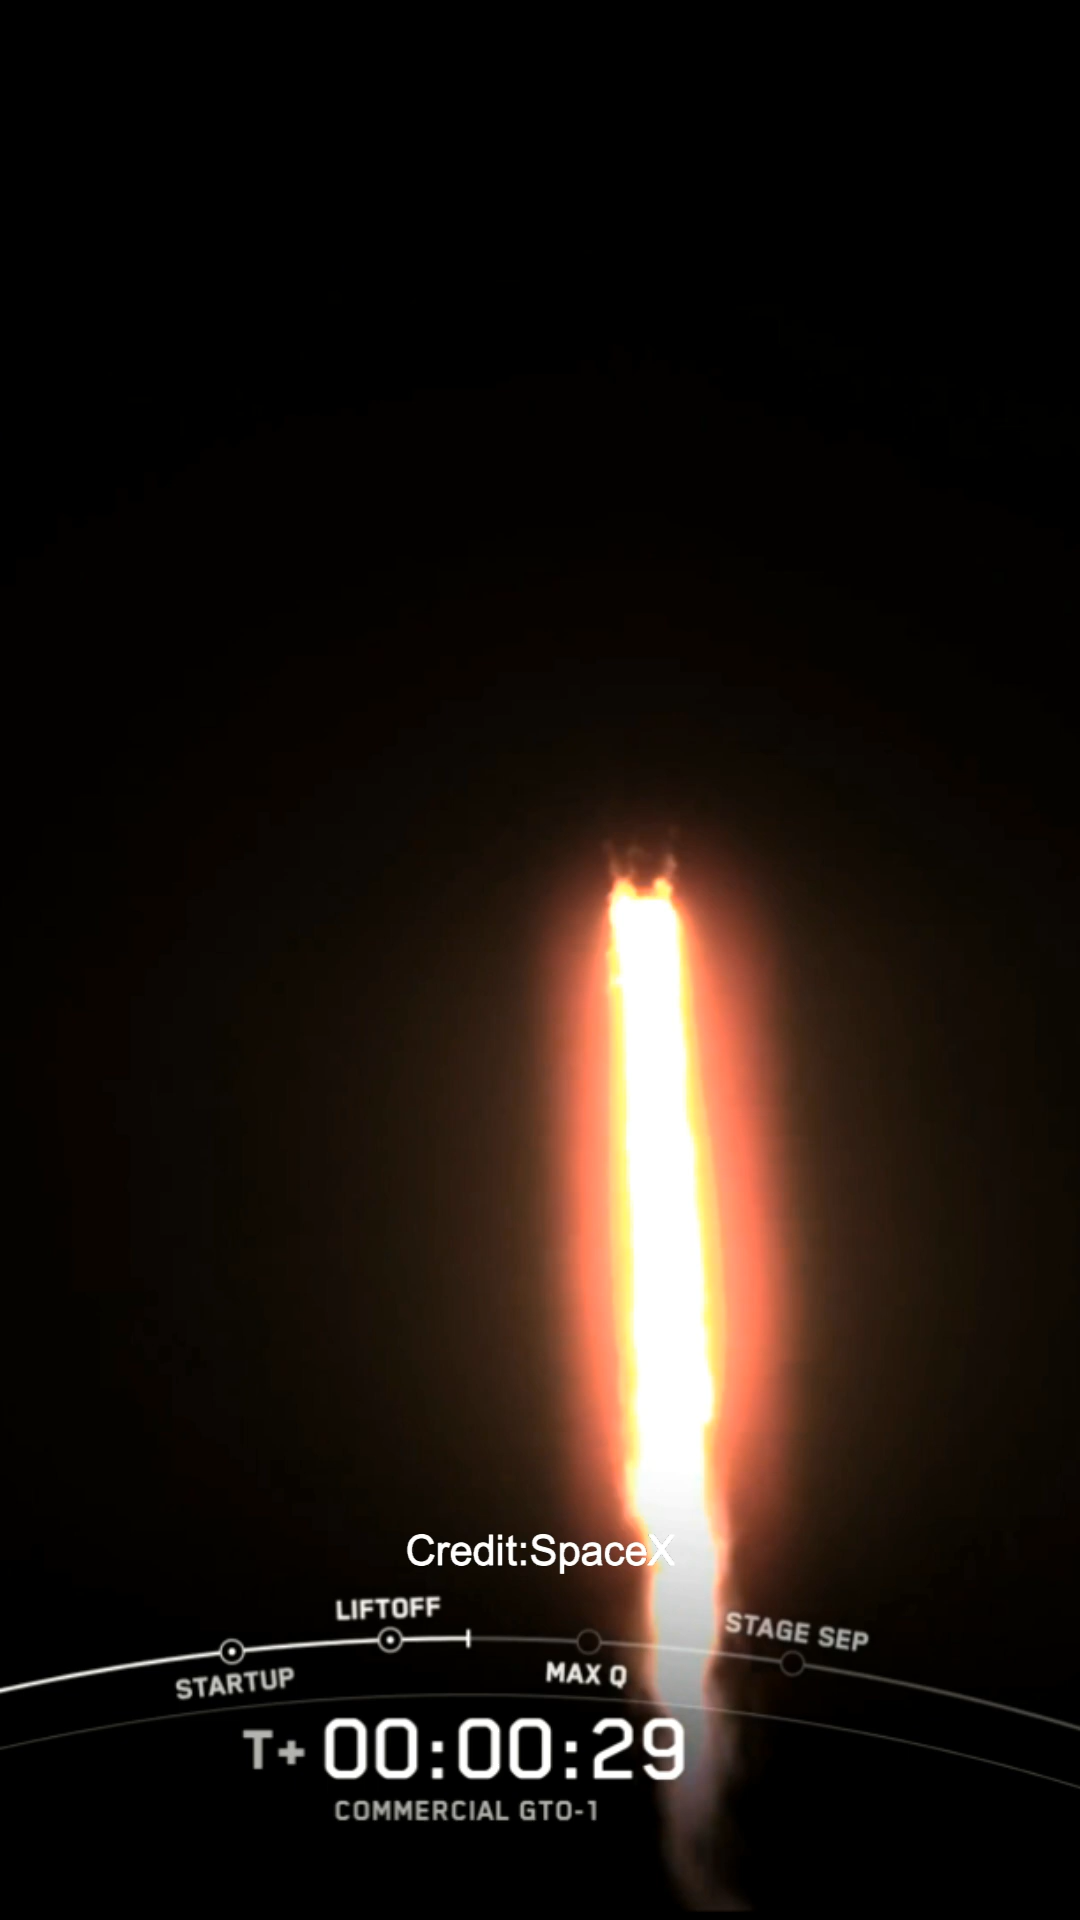 Credit:SpaceX
LIFTOFF
STAGE SEP
STARTUP
MAX Q
T+ 00:00:29
COMMERCIAL GTO-1